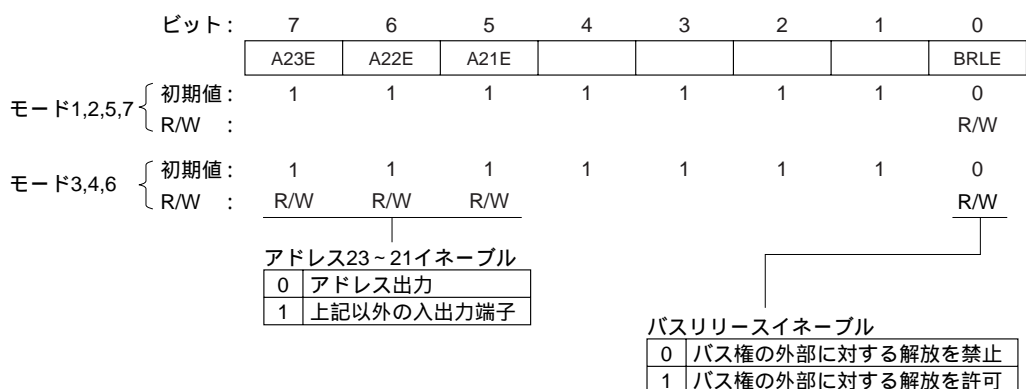 ビット: 7 6 5 4 3 2 1 0
A23E A22E A21E BRLE
モード1,2,5,7 初期値: 1 1 1 1 1 1 1 0
R/W : R/W
モード3,4,6 初期値: 1 1 1 1 1 1 1 0
R/W : R/W R/W R/W R/W
アドレス23~21イネーブル
0 アドレス出力
1 上記以外の入出力端子
バスリリースイネーブル
0 バス権の外部に対する解放を禁止
1 バス権の外部に対する解放を許可